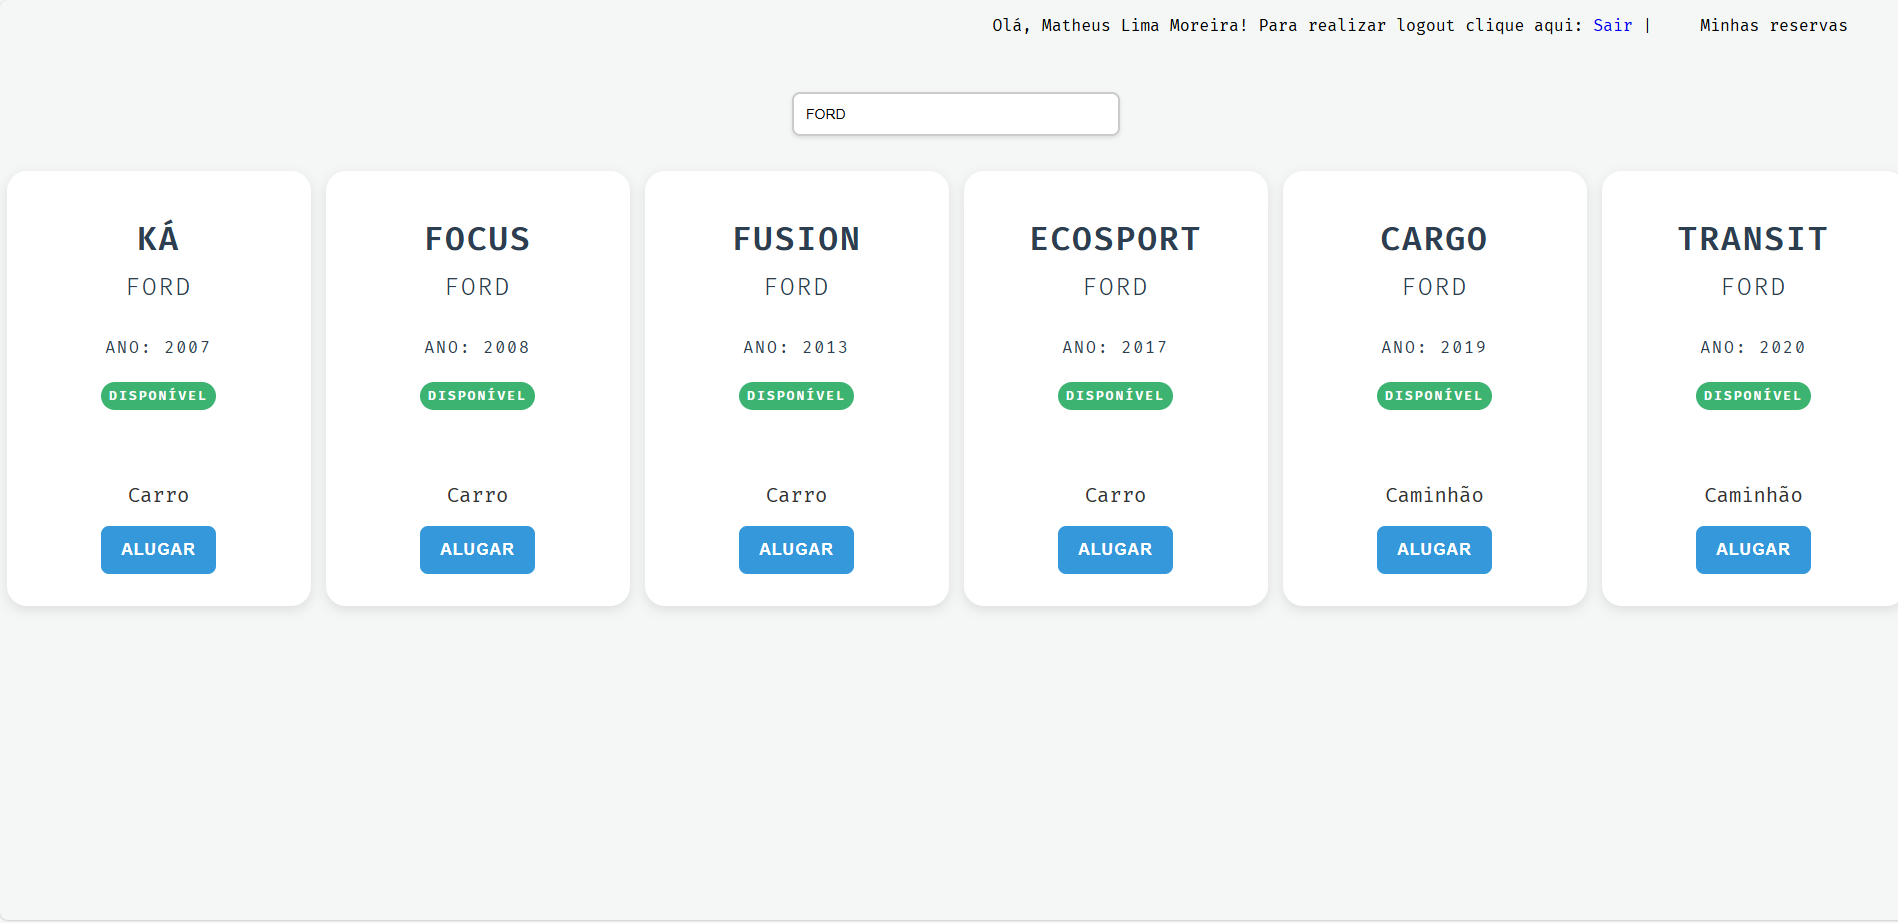 Olá, Matheus Lima Moreira! Para realizar logout clique aqui: Sair | Minhas reservas
FORD
KÁ
FORD
ANO: 2007
DISPONÍVEL
Carro
ALUGAR
FOCUS
FORD
ANO: 2008
DISPONÍVEL
Carro
ALUGAR
FUSION
FORD
ANO: 2013
DISPONÍVEL
Carro
ALUGAR
ECOSPORT
FORD
ANO: 2017
DISPONÍVEL
Carro
ALUGAR
CARGO
FORD
ANO: 2019
DISPONÍVEL
Caminhão
ALUGAR
TRANSIT
FORD
ANO: 2020
DISPONÍVEL
Caminhão
ALUGAR